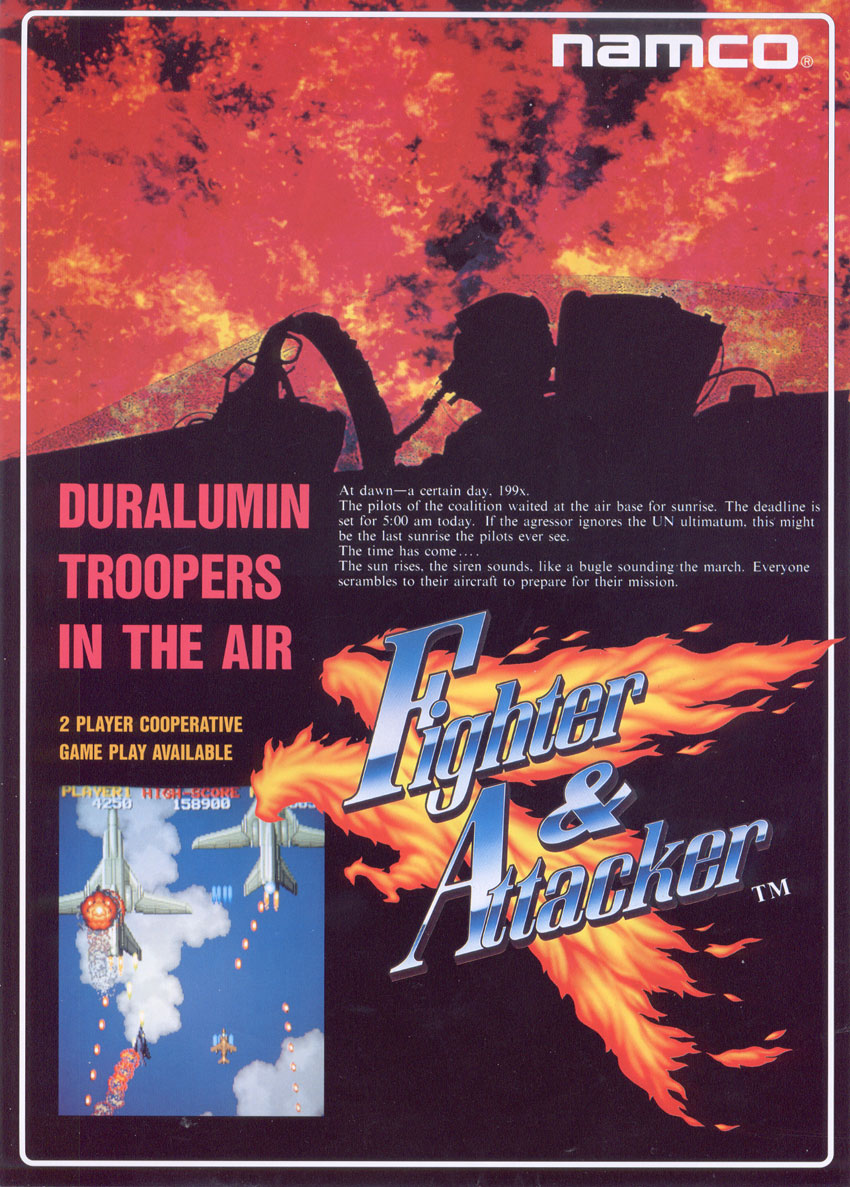 namco®
DURALUMIN
TROOPERS
IN THE AIR
At dawn—a certain day, 199x.
The pilots of the coalition waited at the air base for sunrise. The deadline is
set for 5:00 am today. If the agressor ignores the UN ultimatum, this might
be the last sunrise the pilots ever see.
The time has come....
The sun rises, the siren sounds, like a bugle sounding the march. Everyone
scrambles to their aircraft to prepare for their mission.
2 PLAYER COOPERATIVE
GAME PLAY AVAILABLE
Fighter
&
Attacker™
PLAYER1 HIGH-SCORE
4250 158900